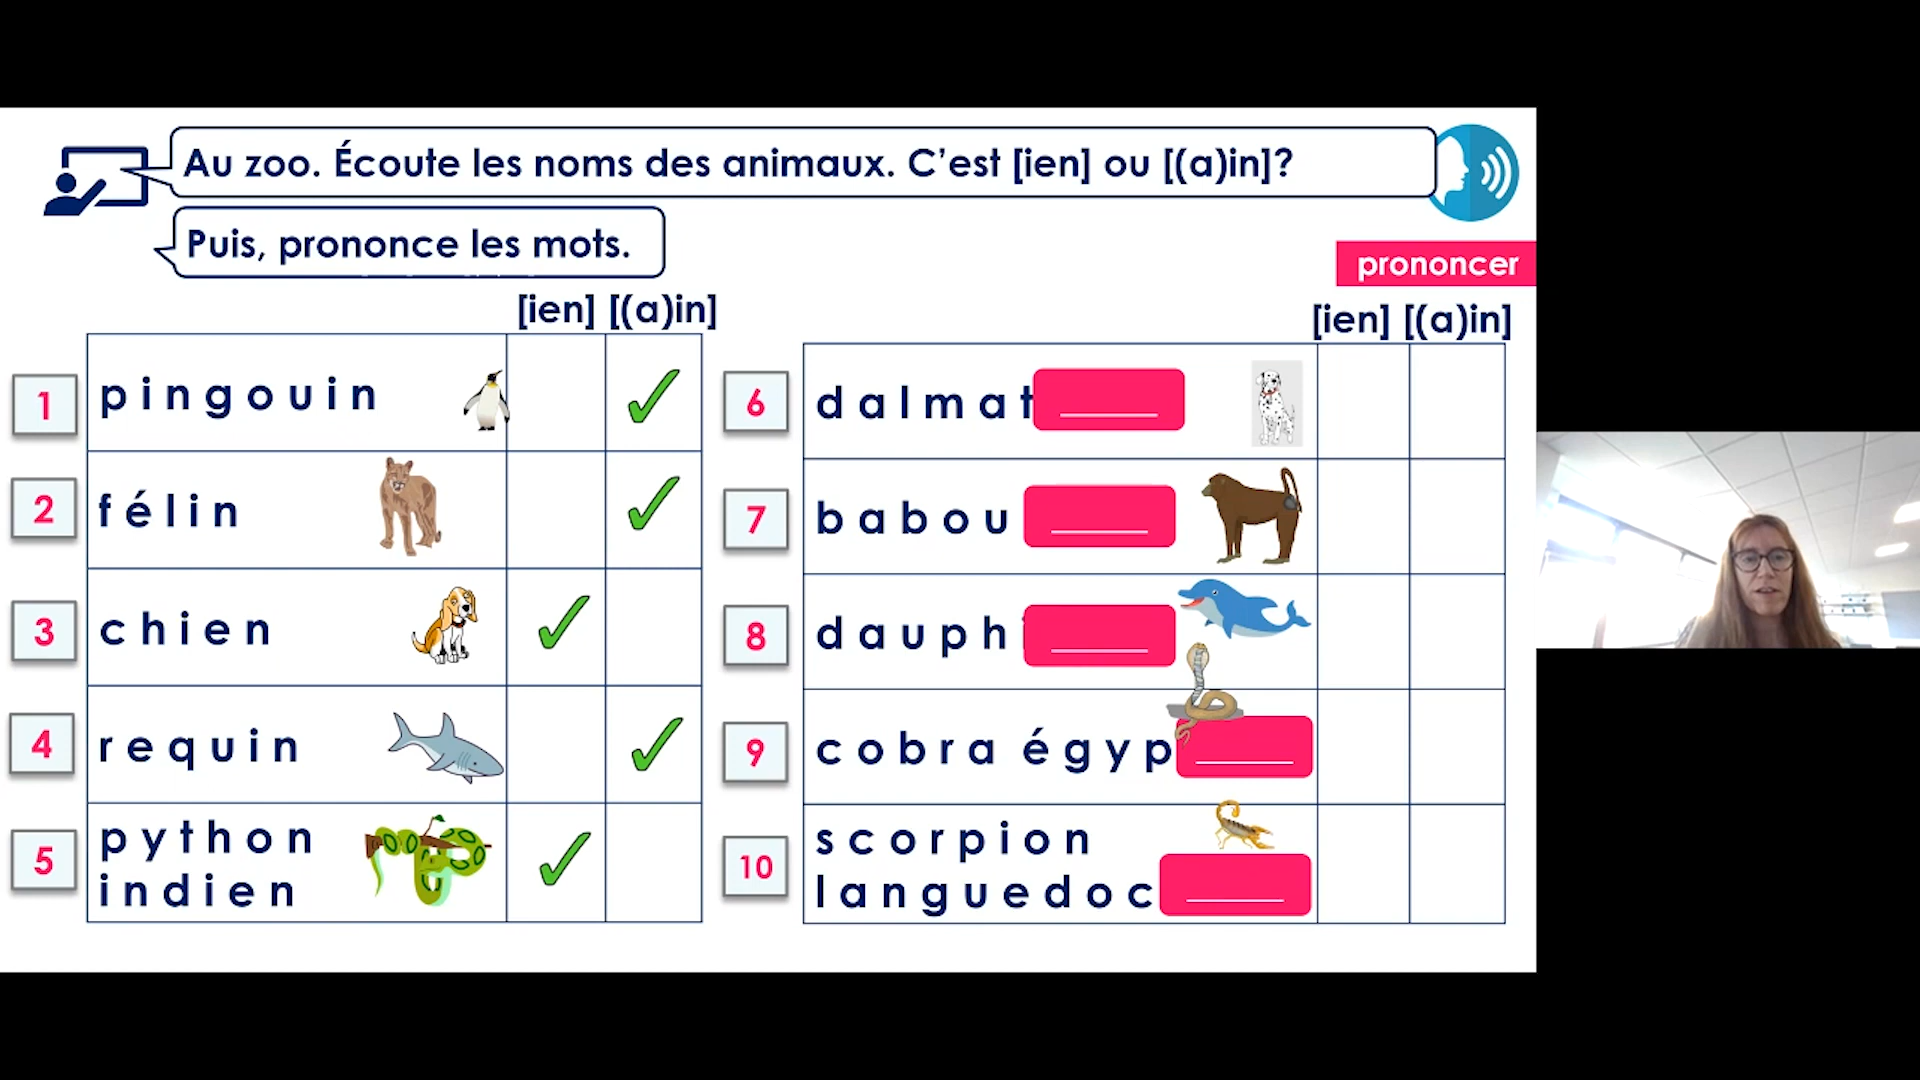 Au zoo. Écoute les noms des animaux. C'est [ien] ou [(a)in]?
Puis, prononce les mots.
prononcer
[ien] [(a)in]
1 pingouin
2 félin
3 chien
4 requin
5 python
indien
[ien] [(a)in]
6 dalmat
7 babou
8 dauph
9 cobra égyp
10 scorpion
languedoc